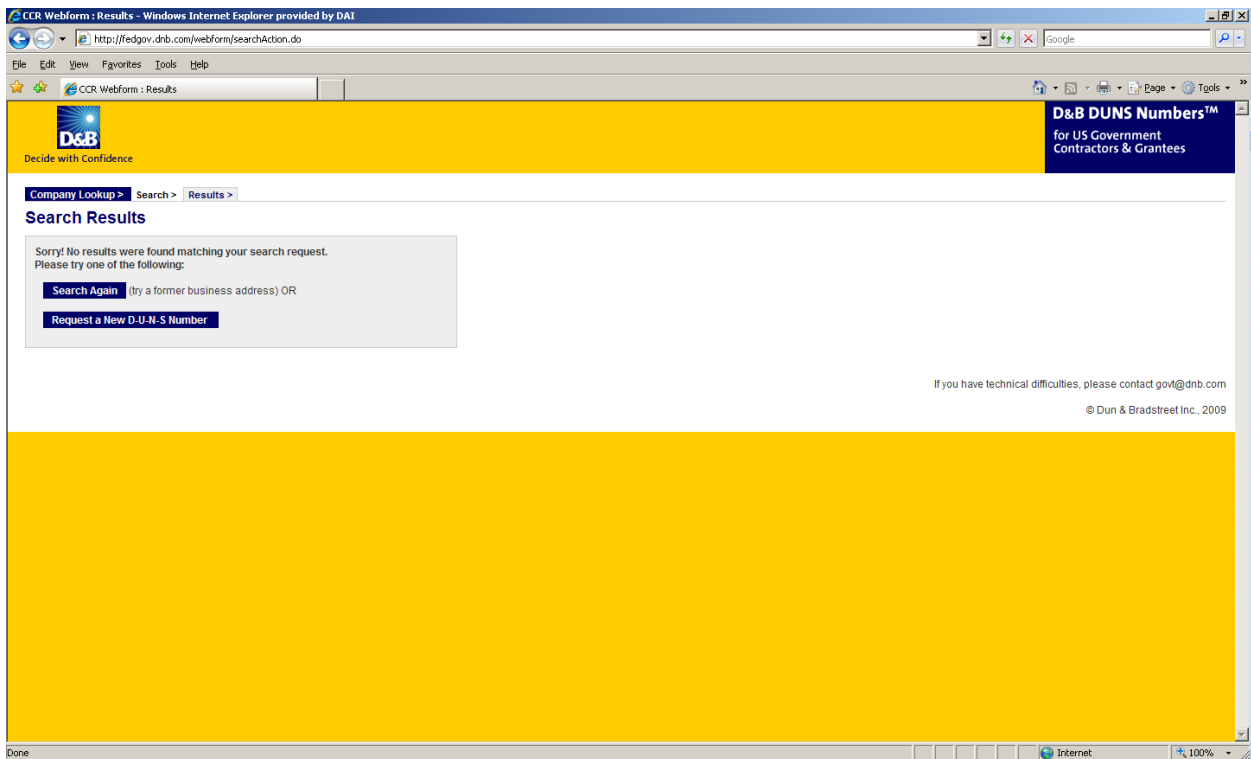 CCR Webform : Results - Windows Internet Explorer provided by DAI
http://fedgov.dnb.com/webform/searchAction.do
Google
File Edit View Favorites Tools Help
CCR Webform : Results
Page Tools »
D&B
Decide with Confidence
D&B DUNS Numbers™
for US Government
Contractors & Grantees
Company Lookup > Search > Results >
Search Results
Sorry! No results were found matching your search request.
Please try one of the following:
Search Again (try a former business address) OR
Request a New D-U-N-S Number
If you have technical difficulties, please contact govt@dnb.com
© Dun & Bradstreet Inc., 2009
Done Internet 100%